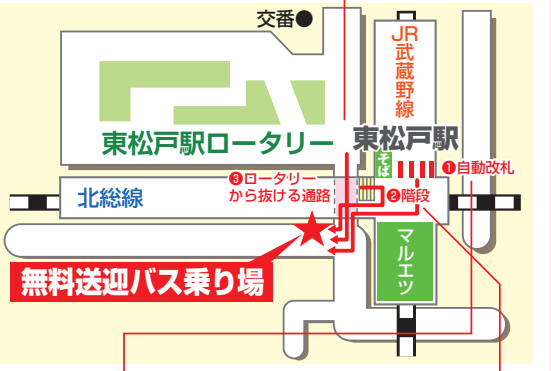 交番●
JR武蔵野線
東松戸駅ロータリー
東松戸駅
そば
❶自動改札
❸ロータリー
から抜ける通路
❷階段
北総線
マルエツ
無料送迎バス乗り場